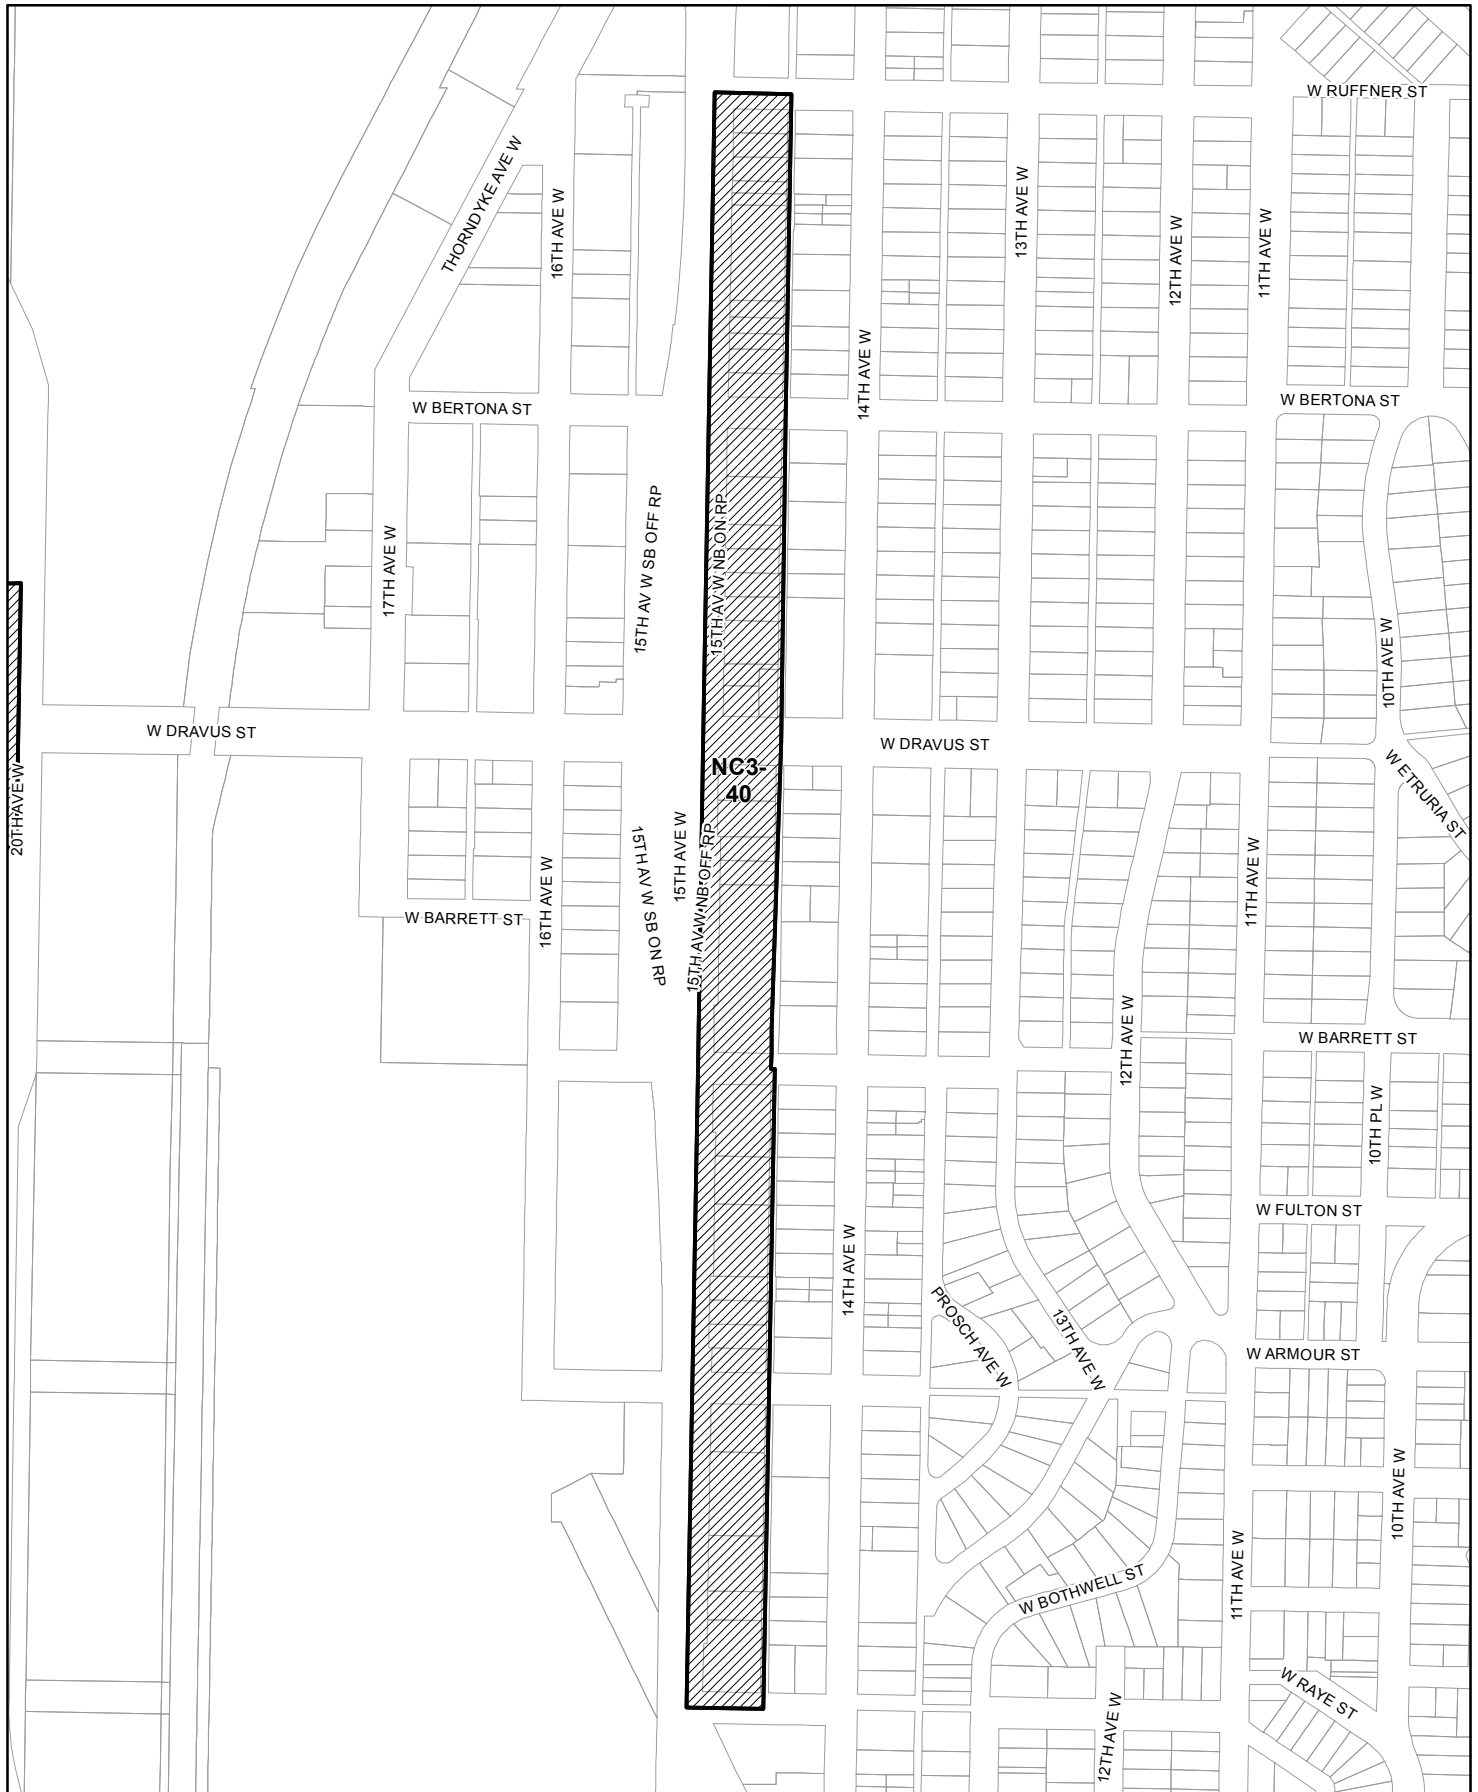 W RUFFNER ST
THORNDYKE AVE W
16TH AVE W
13TH AVE W
12TH AVE W
11TH AVE W
14TH AVE W
W BERTONA ST
W BERTONA ST
17TH AVE W
15TH AV W SB OFF RP
15TH AV W NB ON RP
10TH AVE W
W DRAVUS ST
W DRAVUS ST
NC3-
40
W ETRURIA ST
20TH AVE W
16TH AVE W
15TH AV W SB ON RP
15TH AVE W
15TH AV W NB OFF RP
11TH AVE W
W BARRETT ST
12TH AVE W
W BARRETT ST
10TH PL W
W FULTON ST
14TH AVE W
PROSCH AVE W
13TH AVE W
W ARMOUR ST
10TH AVE W
W BOTHWELL ST
11TH AVE W
12TH AVE W
W RAYE ST